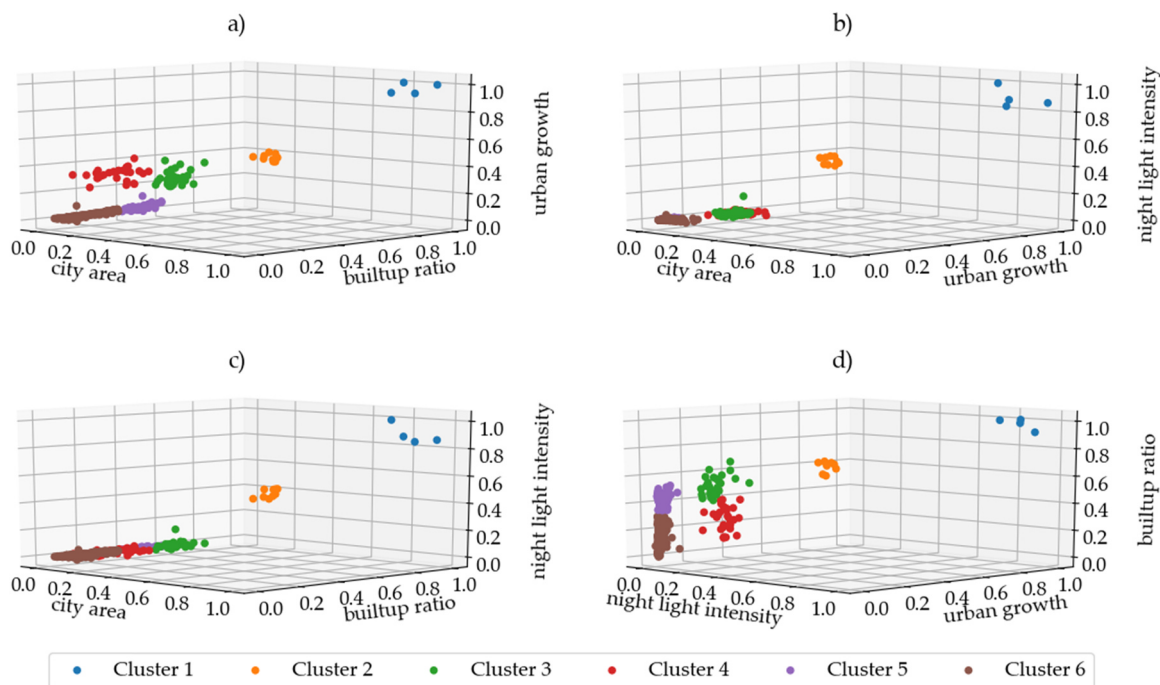 a)
1.0
0.8
0.6
0.4
0.2
0.0
urban growth
0.0 0.2 0.4 0.6 0.8 1.0
city area
0.0 0.2 0.4 0.6 0.8 1.0
builtup ratio
b)
1.0
0.8
0.6
0.4
0.2
0.0
night light intensity
0.0 0.2 0.4 0.6 0.8 1.0
city area
0.0 0.2 0.4 0.6 0.8 1.0
urban growth
c)
1.0
0.8
0.6
0.4
0.2
0.0
night light intensity
0.0 0.2 0.4 0.6 0.8 1.0
city area
0.0 0.2 0.4 0.6 0.8 1.0
builtup ratio
d)
1.0
0.8
0.6
0.4
0.2
0.0
builtup ratio
0.0 0.2 0.4 0.6 0.8 1.0
night light intensity
0.0 0.2 0.4 0.6 0.8 1.0
urban growth
Cluster 1 Cluster 2 Cluster 3 Cluster 4 Cluster 5 Cluster 6